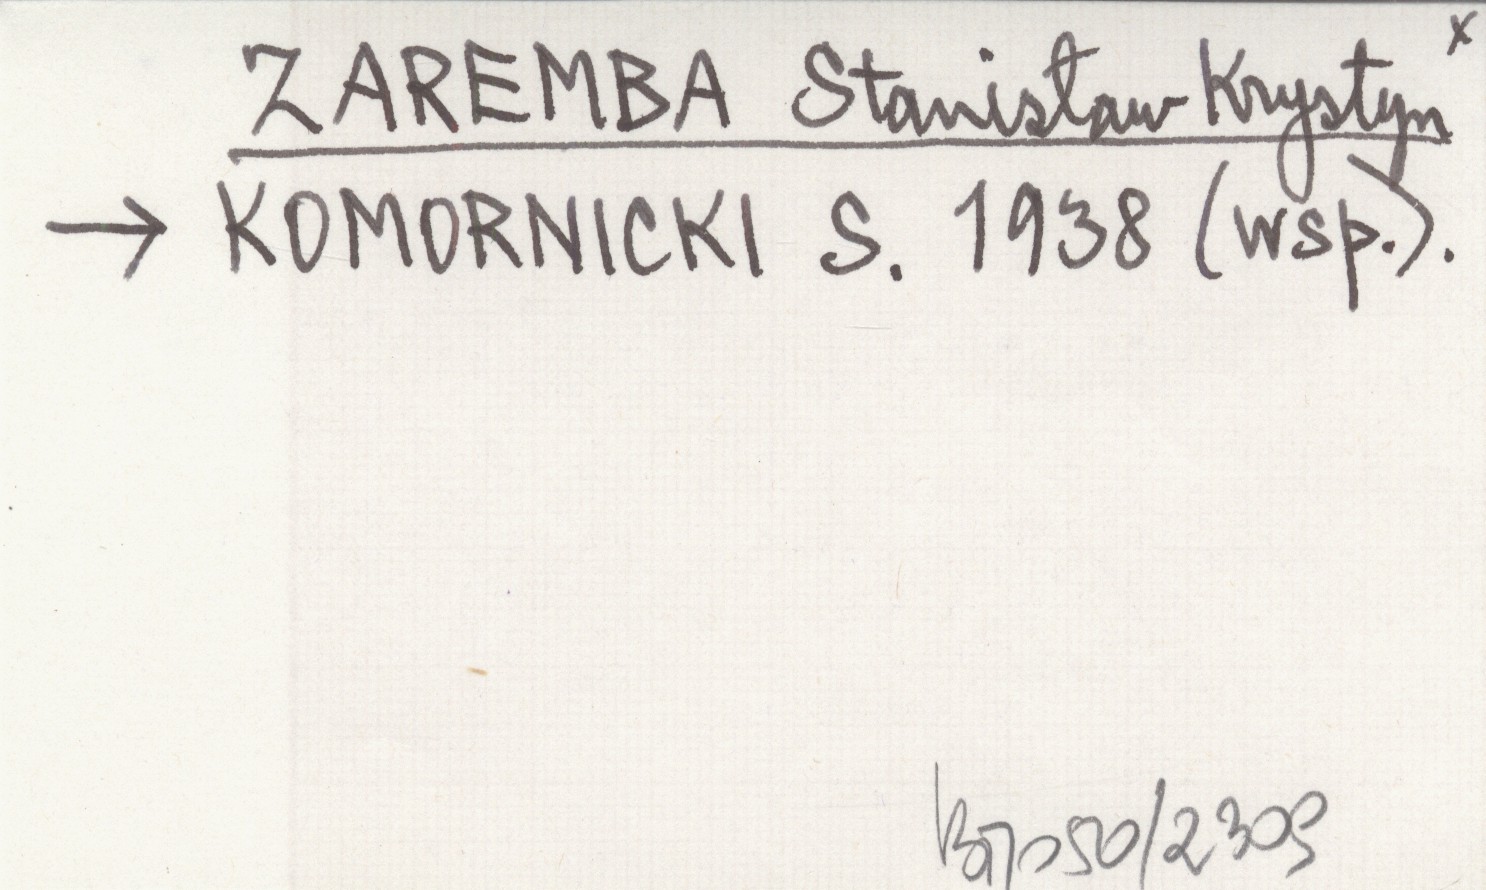 ZAREMBA Stanisław Krystyn x
→ KOMORNICKI S. 1938 (wsp.).